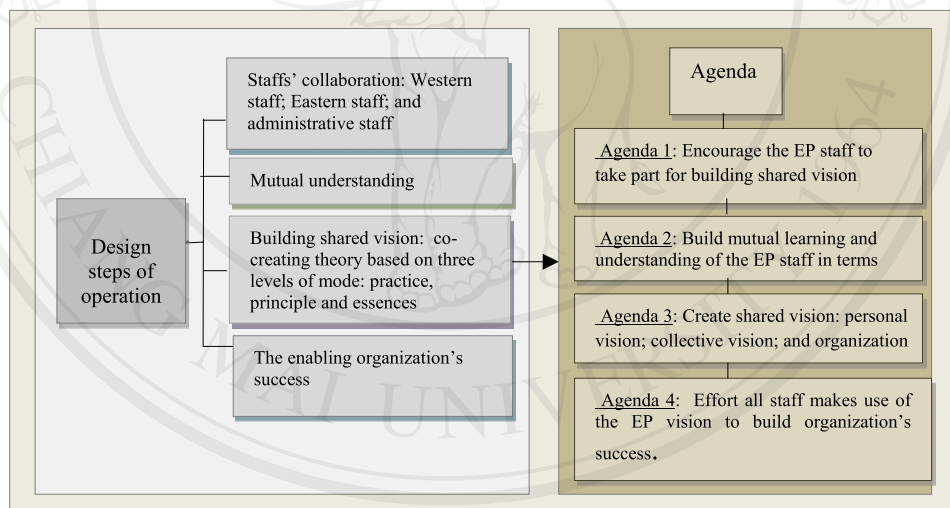 Design
steps of
operation
Staffs’ collaboration: Western
staff; Eastern staff; and
administrative staff
Mutual understanding
Building shared vision:  co-
creating theory based on three
levels of mode: practice,
principle and essences
The enabling organization’s
success
Agenda
Agenda 1: Encourage the EP staff to
take part for building shared vision
Agenda 2: Build mutual learning and
understanding of the EP staff in terms
Agenda 3: Create shared vision: personal
vision; collective vision; and organization
Agenda 4:  Effort all staff makes use of
the EP vision to build organization’s
success.
CHIANG MAI UNIVERSITY 1964